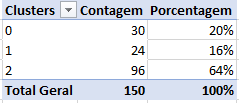 Clusters Contagem Porcentagem
0 30 20%
1 24 16%
2 96 64%
Total Geral 150 100%